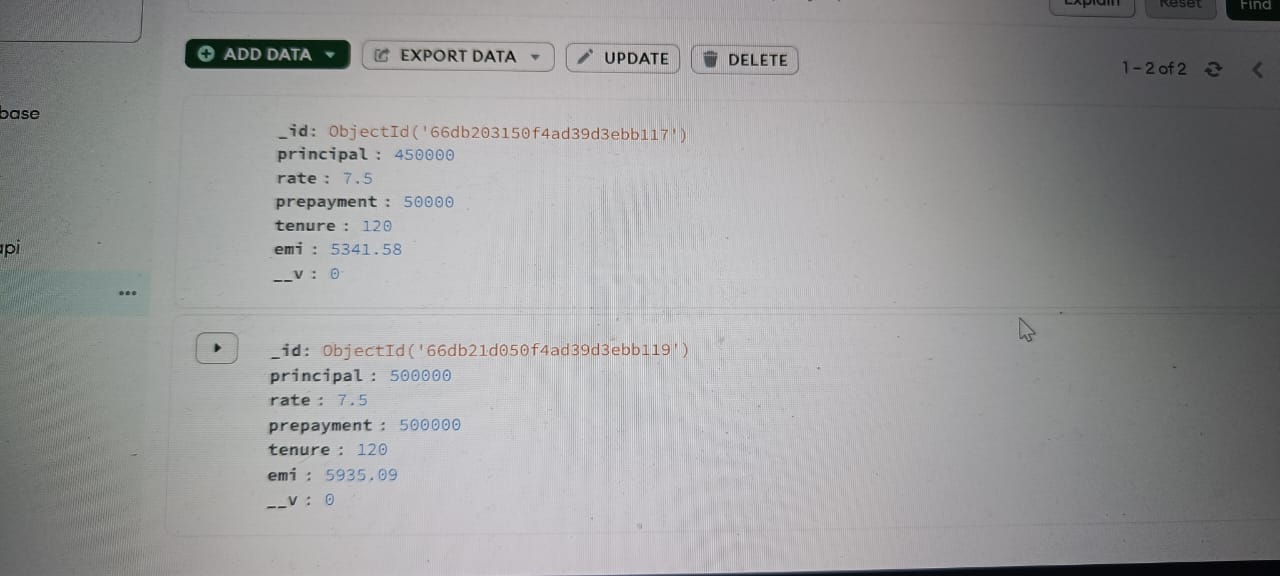 Explain Reset Find
ADD DATA EXPORT DATA UPDATE DELETE
1-2 of 2
base
_id: ObjectId('66db203150f4ad39d3ebb117')
principal : 450000
rate : 7.5
prepayment : 50000
tenure : 120
emi : 5341.58
__v : 0
api
_id: ObjectId('66db21d050f4ad39d3ebb119')
principal : 500000
rate : 7.5
prepayment : 500000
tenure : 120
emi : 5935.09
__v : 0